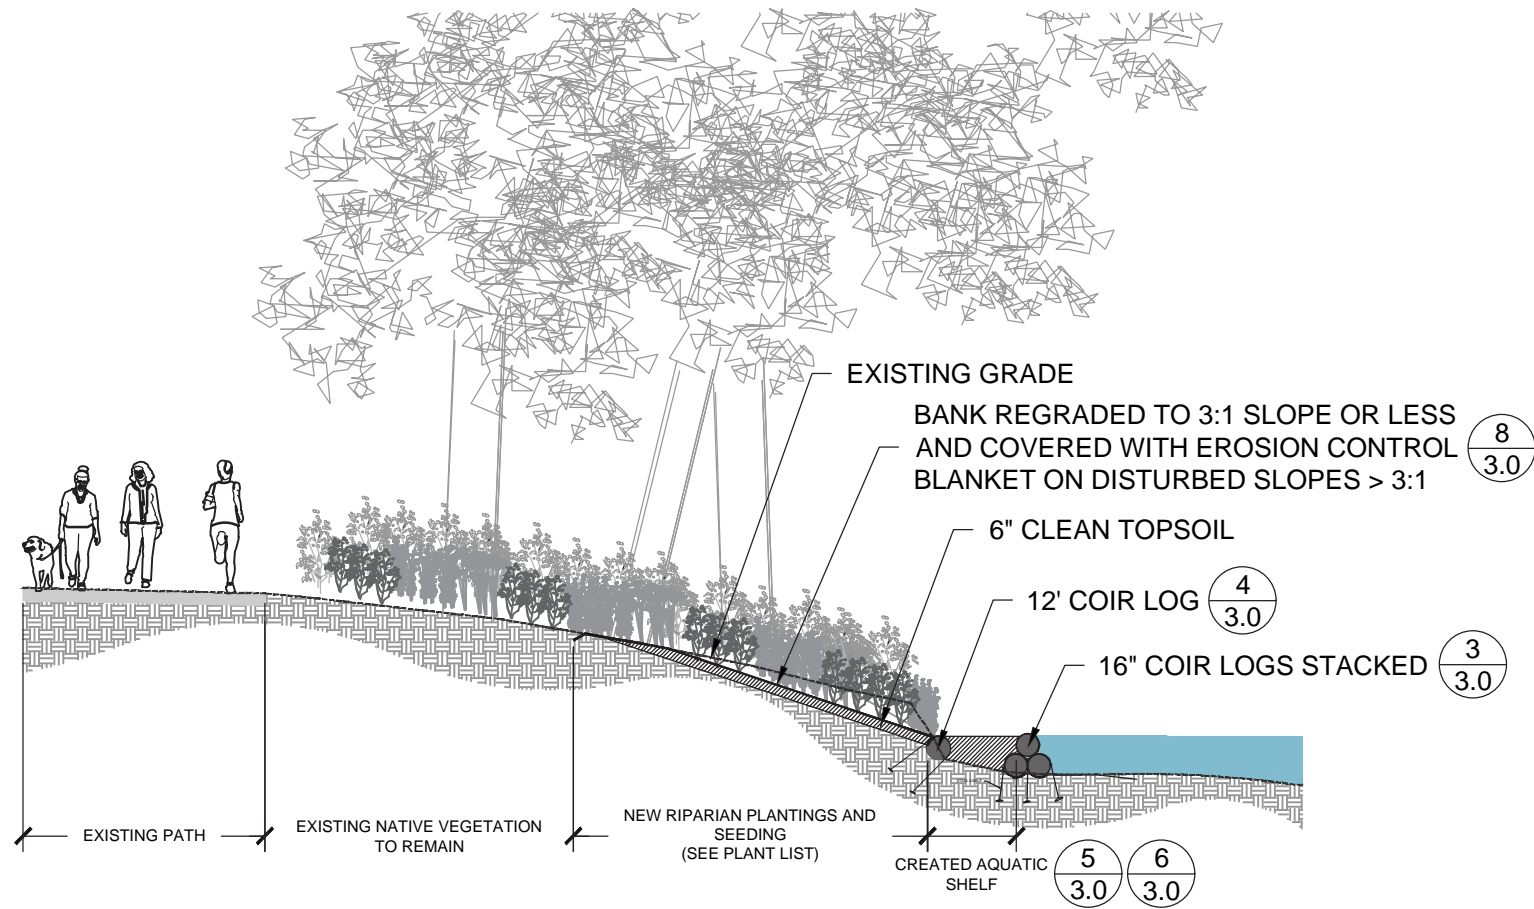 EXISTING GRADE
BANK REGRADED TO 3:1 SLOPE OR LESS
AND COVERED WITH EROSION CONTROL
BLANKET ON DISTURBED SLOPES > 3:1
8
3.0
6" CLEAN TOPSOIL
12' COIR LOG
4
3.0
16" COIR LOGS STACKED
3
3.0
EXISTING PATH
EXISTING NATIVE VEGETATION
TO REMAIN
NEW RIPARIAN PLANTINGS AND
SEEDING
(SEE PLANT LIST)
CREATED AQUATIC
SHELF
5
3.0
6
3.0